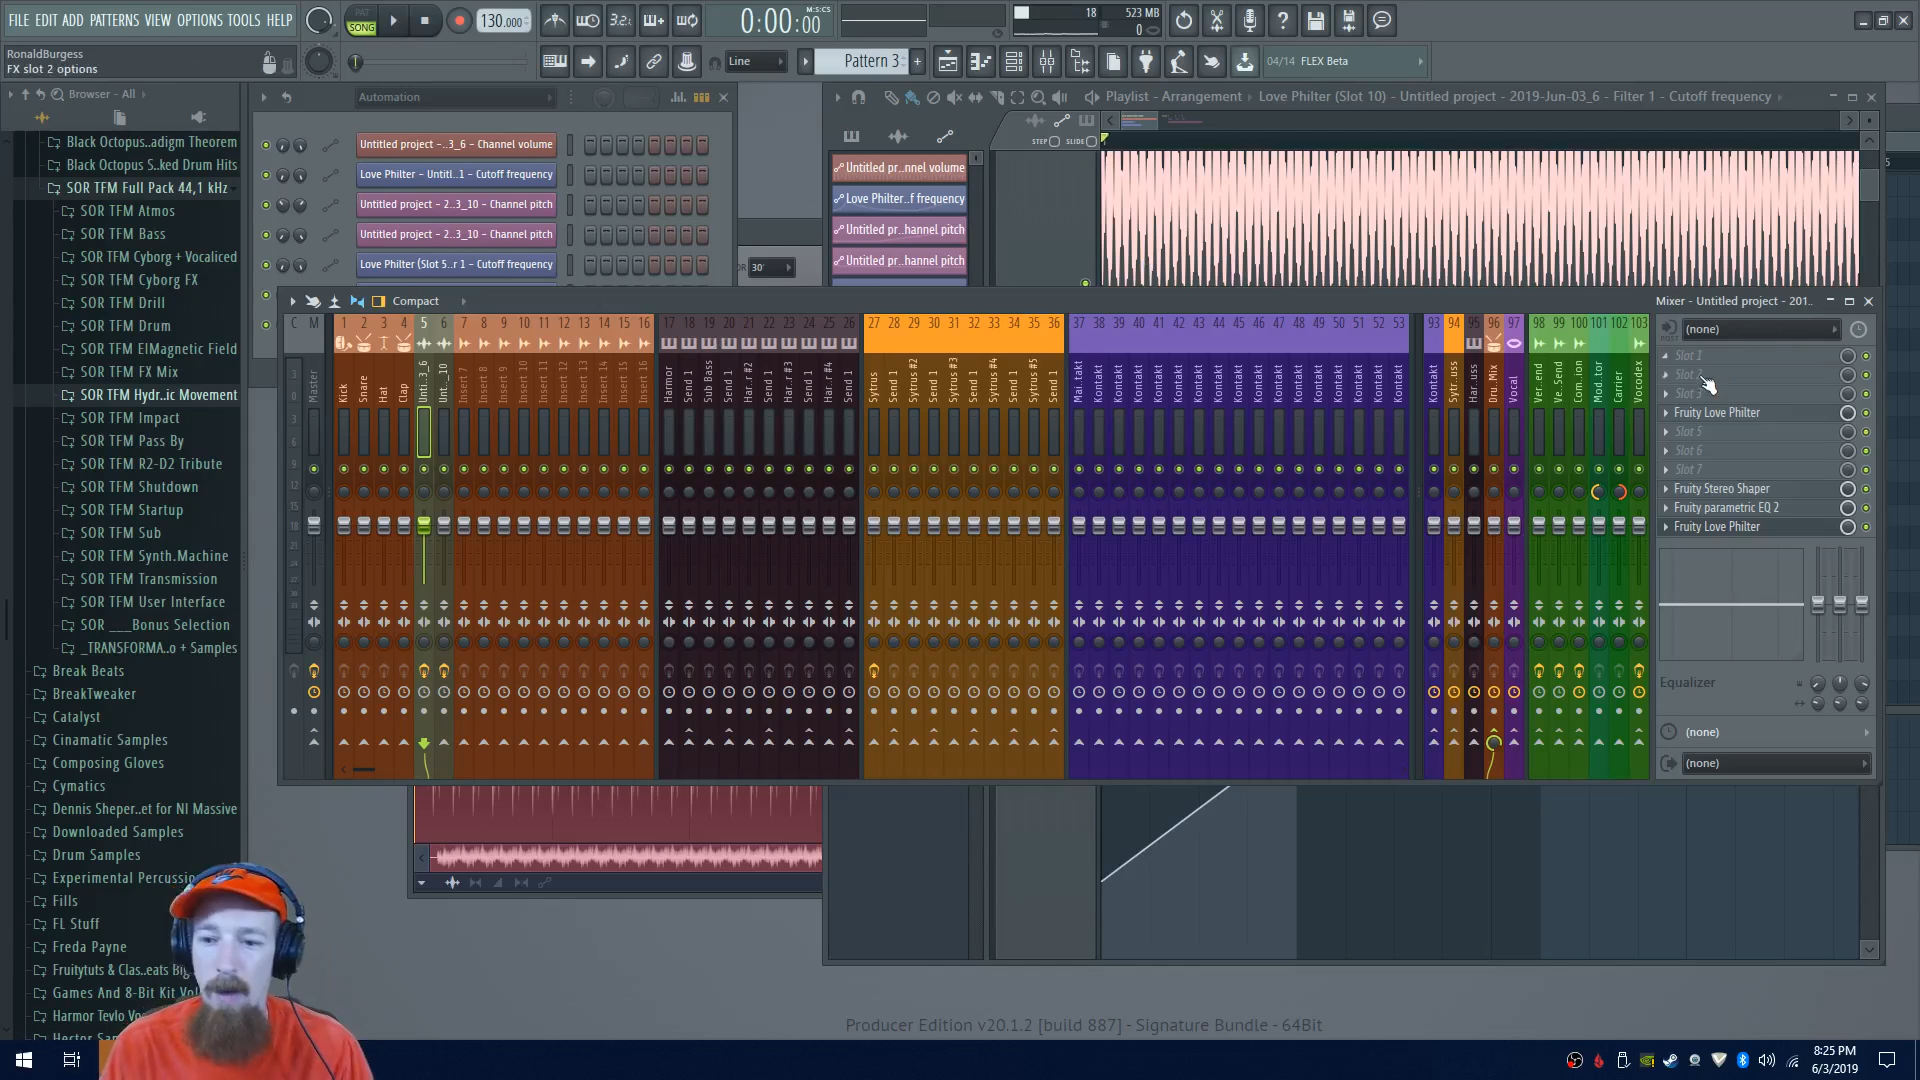 FILE EDIT ADD PATTERNS VIEW OPTIONS TOOLS HELP
PAT
SONG
130.000
3.2
0:00:00
M:S:CS
18
523 MB
0
RonaldBurgess
FX slot 2 options
Line
Pattern 3
04/14 FLEX Beta
Browser - All
Black Octopus..adigm Theorem
Black Octopus S..ked Drum Hits
SOR TFM Full Pack 44,1 kHz
SOR TFM Atmos
SOR TFM Bass
SOR TFM Cyborg + Vocaliced
SOR TFM Cyborg FX
SOR TFM Drill
SOR TFM Drum
SOR TFM ElMagnetic Field
SOR TFM FX Mix
SOR TFM Hydr..ic Movement
SOR TFM Impact
SOR TFM Pass By
SOR TFM R2-D2 Tribute
SOR TFM Shutdown
SOR TFM Startup
SOR TFM Sub
SOR TFM Synth.Machine
SOR TFM Transmission
SOR TFM User Interface
SOR ___Bonus Selection
_TRANSFORMA..o + Samples
Break Beats
BreakTweaker
Catalyst
Cinamatic Samples
Composing Gloves
Cymatics
Dennis Sheper..et for NI Massive
Downloaded Samples
Drum Samples
Experimental Percussio
Fills
FL Stuff
Freda Payne
Fruitytuts & Clas..eats Big
Games And 8-Bit Kit Vol
Harmor Tevlo Vo
Automation
Untitled project -..3_6 - Channel volume
Love Philter - Untitl..1 - Cutoff frequency
Untitled project - 2..3_10 - Channel pitch
Untitled project - 2..3_10 - Channel pitch
Love Philter (Slot 5..r 1 - Cutoff frequency
30'
Playlist - Arrangement Love Philter (Slot 10) - Untitled project - 2019-Jun-03_6 - Filter 1 - Cutoff frequency
STEP SLIDE
Untitled pr..nnel volume
Love Philter..f frequency
Untitled pr..hannel pitch
Untitled pr..hannel pitch
Compact
Mixer - Untitled project - 201..
C M 1 2 3 4 5 6 7 8 9 10 11 12 13 14 15 16 17 18 19 20 21 22 23 24 25 26 27 28 29 30 31 32 33 34 35 36 37 38 39 40 41 42 43 44 45 46 47 48 49 50 51 52 53 93 94 95 96 97 98 99 100 101 102 103
Master Kick Snare Hat Clap Unti..3_6 Unt.._10 Insert 7 Insert 8 Insert 9 Insert 10 Insert 11 Insert 12 Insert 13 Insert 14 Insert 15 Insert 16 Harmor Send 1 Sub Bass Send 1 Har..r #2 Send 1 Har..r #3 Send 1 Har..r #4 Send 1 Sytrus Send 1 Sytrus #2 Send 1 Sytrus #3 Send 1 Sytrus #4 Send 1 Sytrus #5 Send 1 Mai..takt Kontakt Kontakt Kontakt Kontakt Kontakt Kontakt Kontakt Kontakt Kontakt Kontakt Kontakt Kontakt Kontakt Kontakt Kontakt Kontakt Kontakt Sytr..uss Har..uss Dru..Mix Vocal Ver..end Ve..Send Com..ion Mod..tor Carrier Vocodex
(none)
POST
Slot 1
Slot 2
Slot 3
Fruity Love Philter
Slot 5
Slot 6
Slot 7
Fruity Stereo Shaper
Fruity parametric EQ 2
Fruity Love Philter
Equalizer
(none)
(none)
Producer Edition v20.1.2 [build 887] - Signature Bundle - 64Bit
8:25 PM
6/3/2019